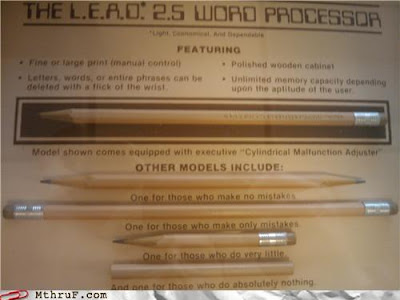 THE L.E.A.D.* 2.5 WORD PROCESSOR
*Light, Economical, And Dependable
FEATURING
• Fine or large print (manual control)
• Letters, words, or entire phrases can be
deleted with a flick of the wrist.
• Polished wooden cabinet
• Unlimited memory capacity depending
upon the aptitude of the user.
Model shown comes equipped with executive "Cylindrical Malfunction Adjuster"
OTHER MODELS INCLUDE:
One for those who make no mistakes.
One for those who make only mistakes.
One for those who do very little.
And one for those who do absolutely nothing.
MthruF.com